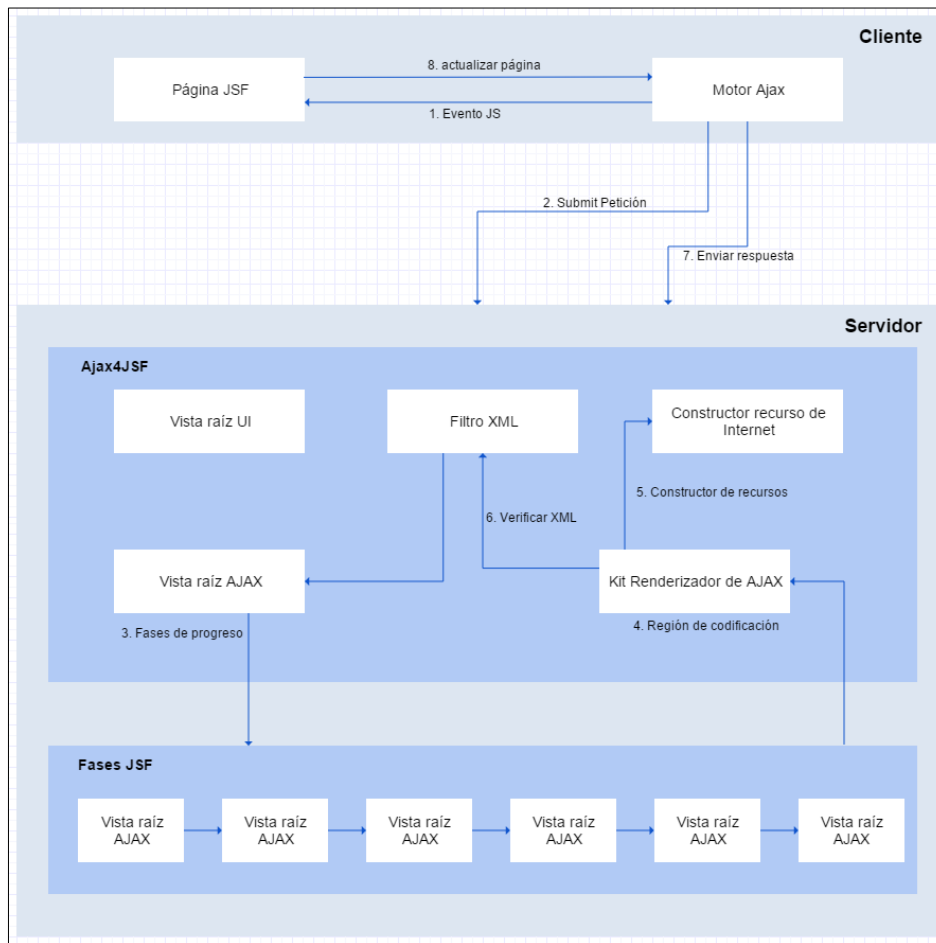 Cliente
8. actualizar página
Página JSF
Motor Ajax
1. Evento JS
2. Submit Petición
7. Enviar respuesta
Servidor
Ajax4JSF
Vista raíz UI
Filtro XML
Constructor recurso de
Internet
5. Constructor de recursos
6. Verificar XML
Vista raíz AJAX
Kit Renderizador de AJAX
3. Fases de progreso
4. Región de codificación
Fases JSF
Vista raíz
AJAX
Vista raíz
AJAX
Vista raíz
AJAX
Vista raíz
AJAX
Vista raíz
AJAX
Vista raíz
AJAX